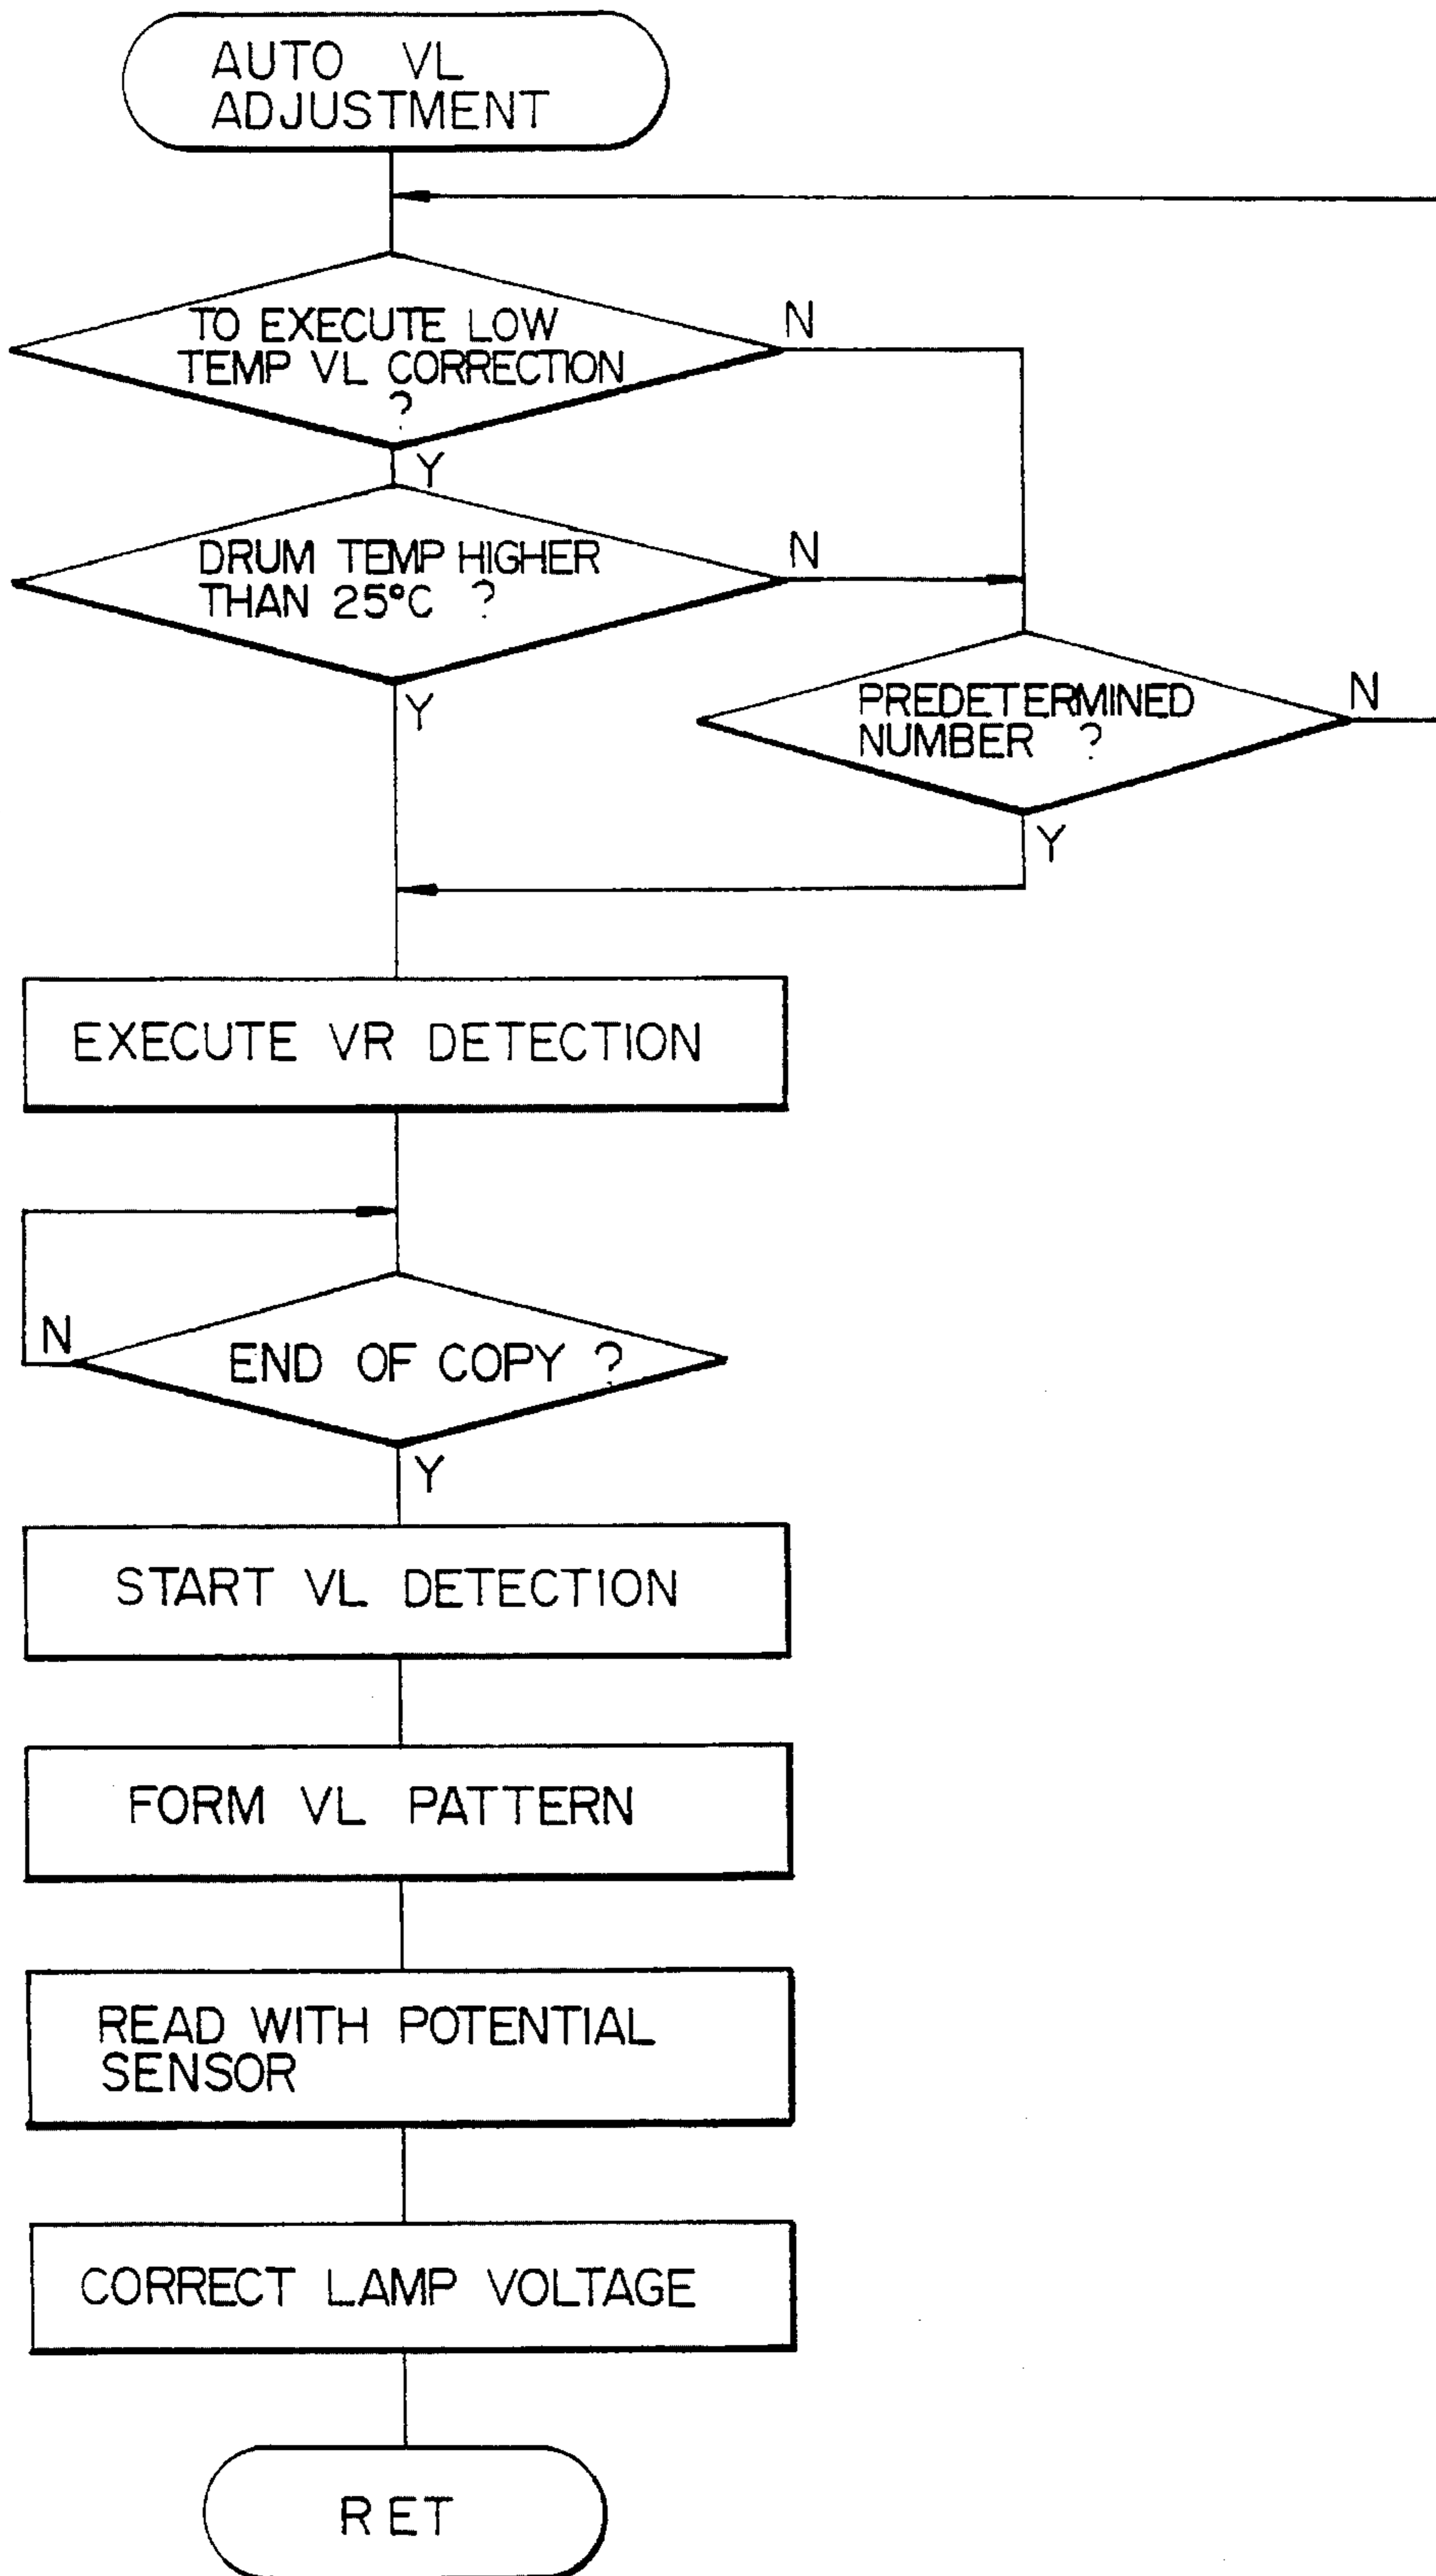 AUTO VL
ADJUSTMENT
TO EXECUTE LOW
TEMP VL CORRECTION
?
N
Y
DRUM TEMP HIGHER
THAN 25°C ?
N
Y
PREDETERMINED
NUMBER ?
N
Y
EXECUTE VR DETECTION
END OF COPY ?
N
Y
START VL DETECTION
FORM VL PATTERN
READ WITH POTENTIAL
SENSOR
CORRECT LAMP VOLTAGE
RET